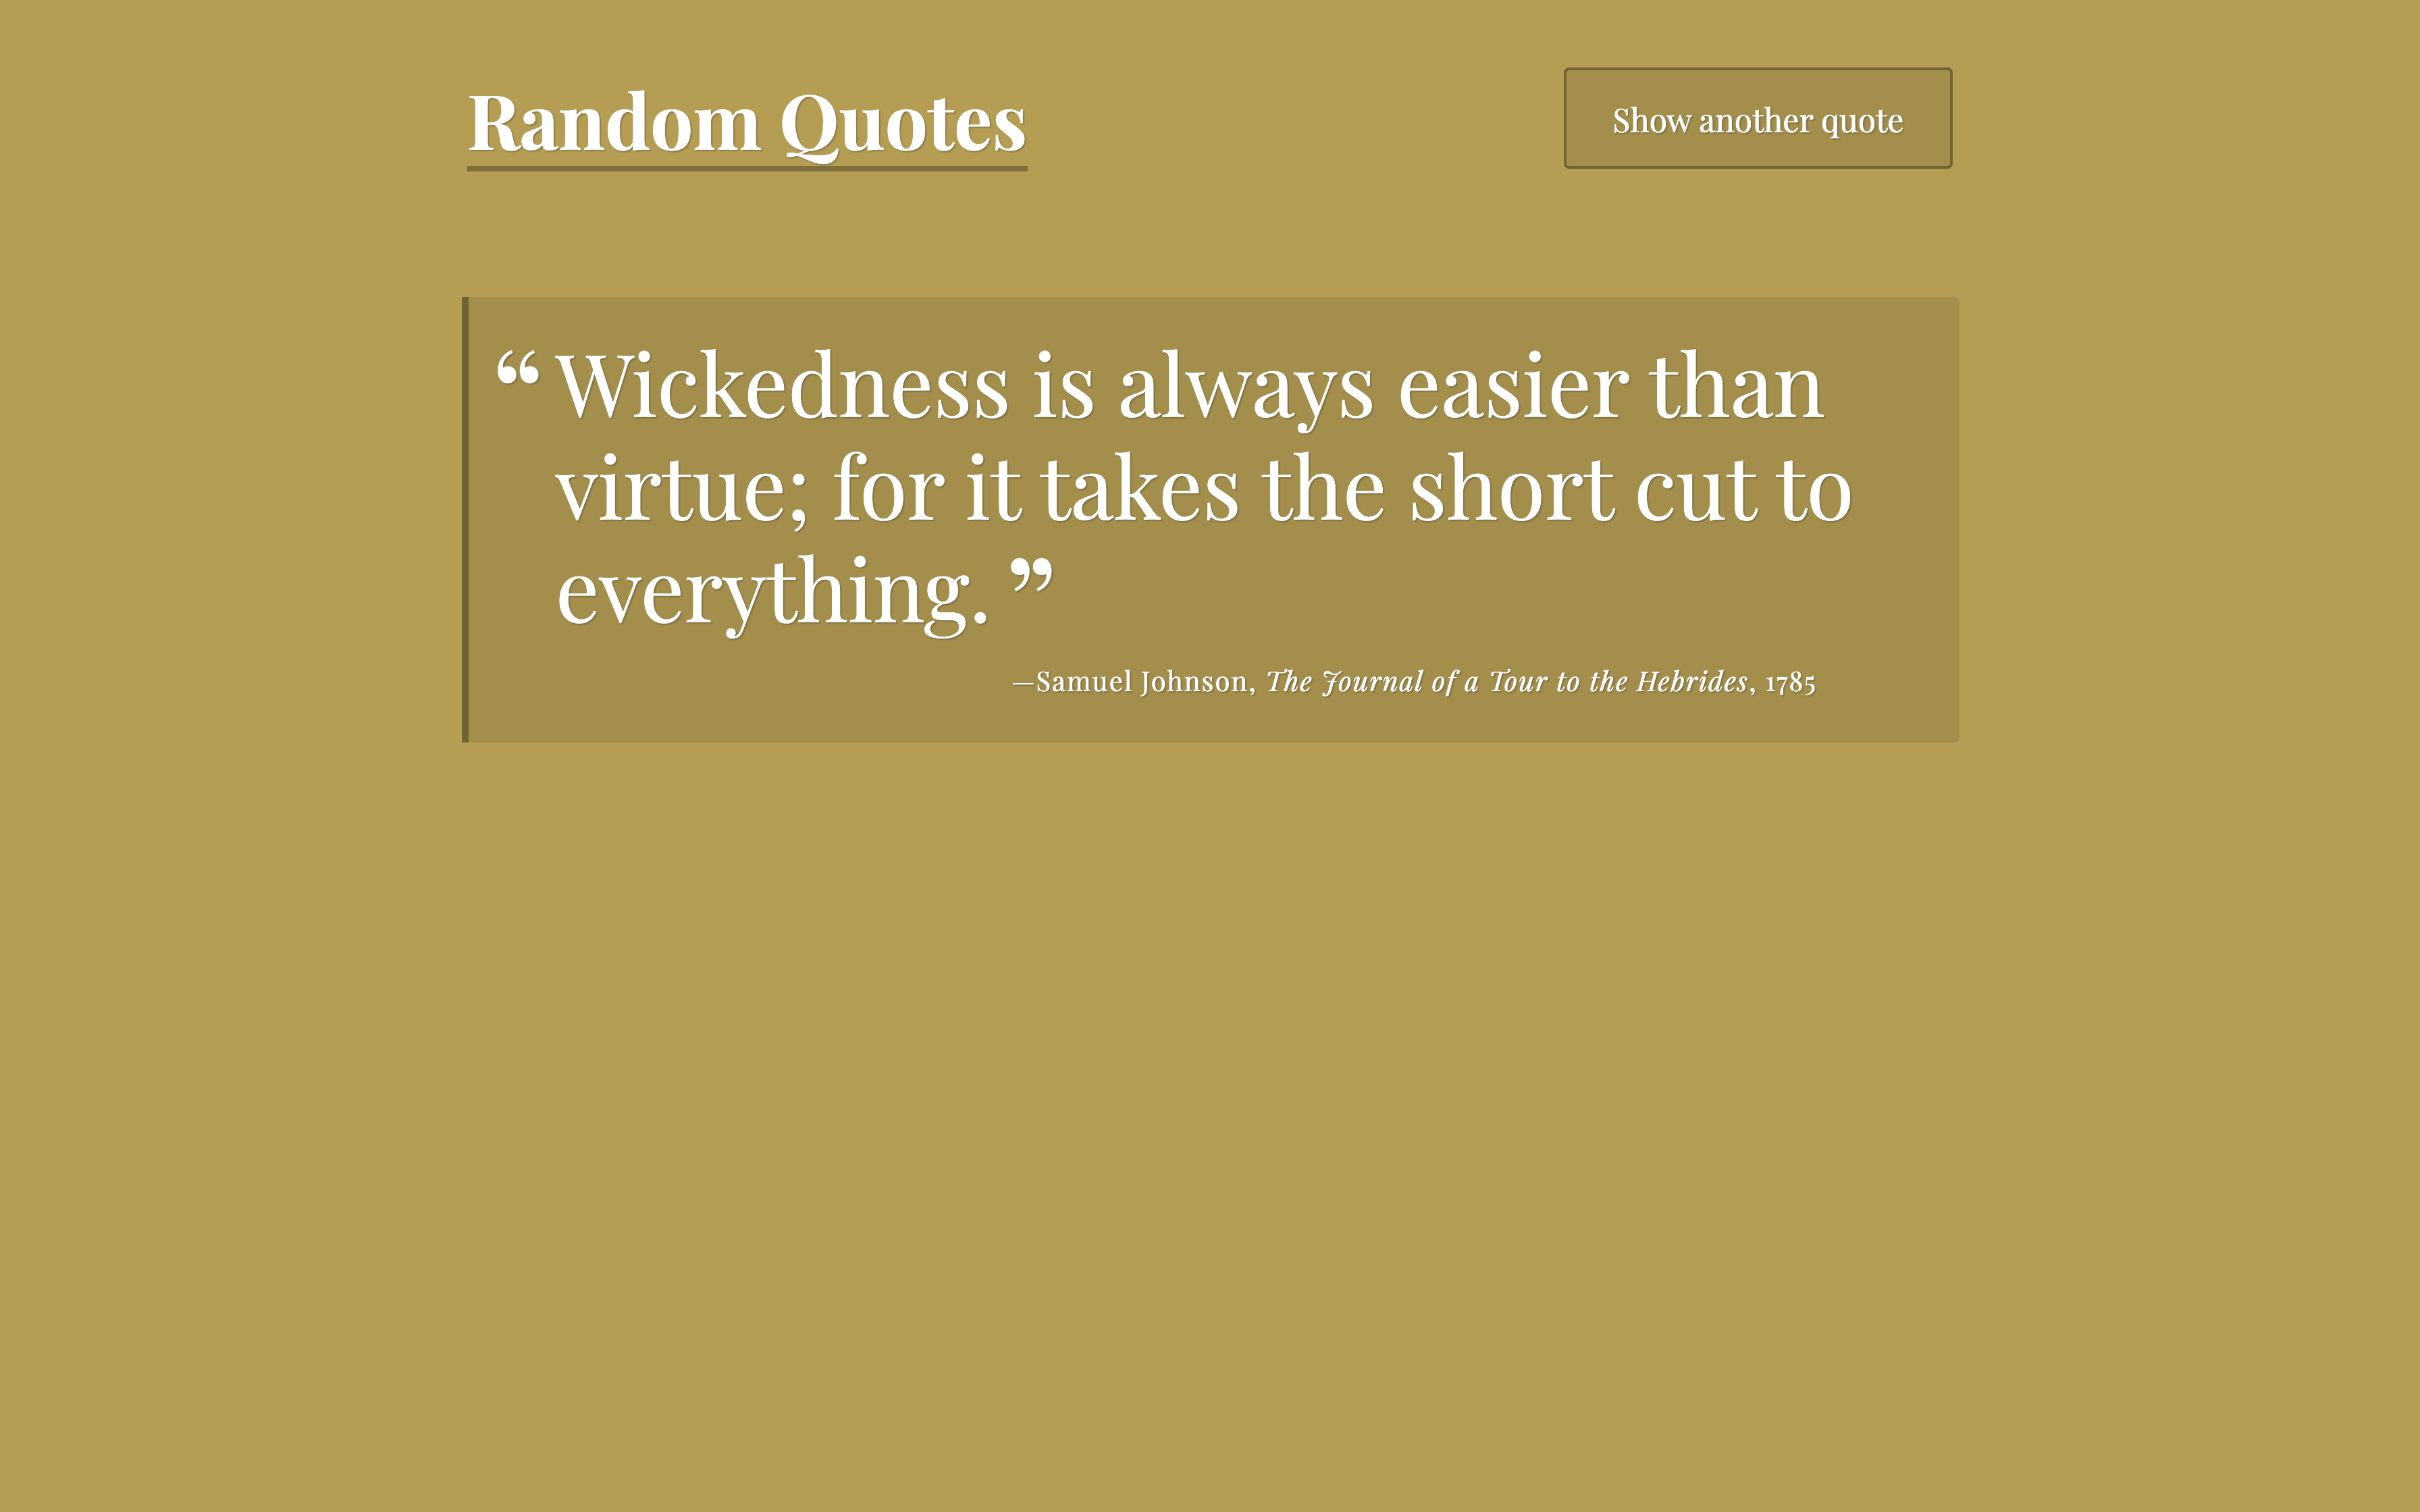 Random Quotes
Show another quote
“Wickedness is always easier than
virtue; for it takes the short cut to
everything.”
—Samuel Johnson, The Journal of a Tour to the Hebrides, 1785